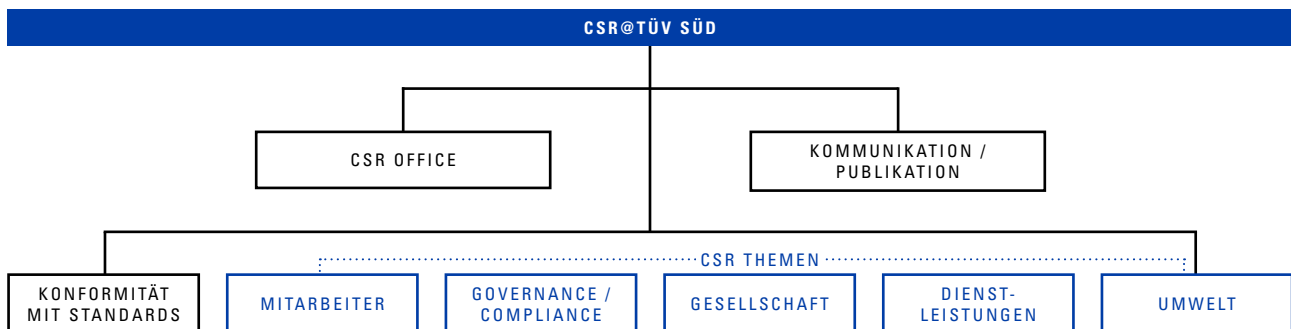 CSR@TÜV SÜD
CSR OFFICE
KOMMUNIKATION /
PUBLIKATION
CSR THEMEN
KONFORMITÄT
MIT STANDARDS
MITARBEITER
GOVERNANCE /
COMPLIANCE
GESELLSCHAFT
DIENST-
LEISTUNGEN
UMWELT